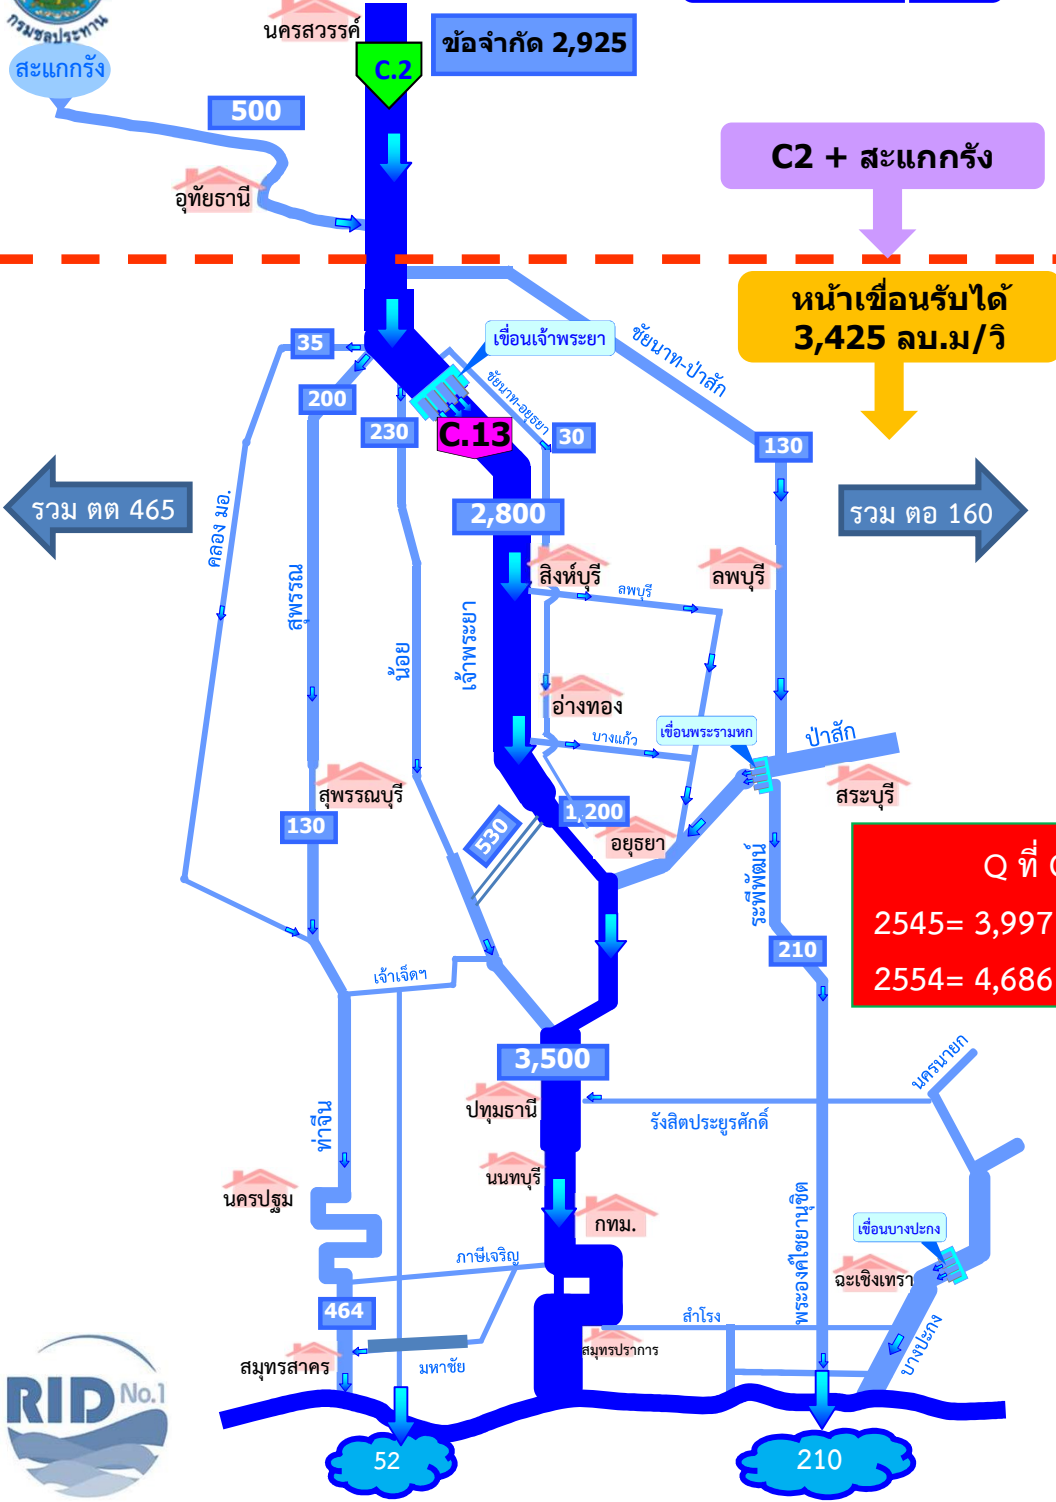 กรมชลประทาน
นครสวรรค์
ข้อจำกัด 2,925
C.2
สะแกกรัง
500
C2 + สะแกกรัง
อุทัยธานี
หน้าเขื่อนรับได้
3,425 ลบ.ม/วิ
35
เขื่อนเจ้าพระยา
ชัยนาท-ป่าสัก
200
ชัยนาท-อยุธยา
230
C.13
30
130
รวม ตต 465
คลอง มอ.
2,800
รวม ตอ 160
สิงห์บุรี
ลพบุรี
ลพบุรี
สุพรรณ
น้อย
เจ้าพระยา
อ่างทอง
บางแก้ว
เขื่อนพระรามหก
ป่าสัก
สุพรรณบุรี
สระบุรี
130
530
1,200
อยุธยา
ระพีพัฒน์
Q ที่
2545= 3,997
2554= 4,686
210
เจ้าเจ็ดฯ
3,500
นครนายก
ปทุมธานี
รังสิตประยูรศักดิ์
ท่าจีน
นนทบุรี
นครปฐม
กทม.
พระองค์ไชยานุชิต
เขื่อนบางปะกง
ภาษีเจริญ
ฉะเชิงเทรา
464
สำโรง
บางปะกง
สมุทรสาคร
มหาชัย
สมุทรปราการ
RID No.1
52
210